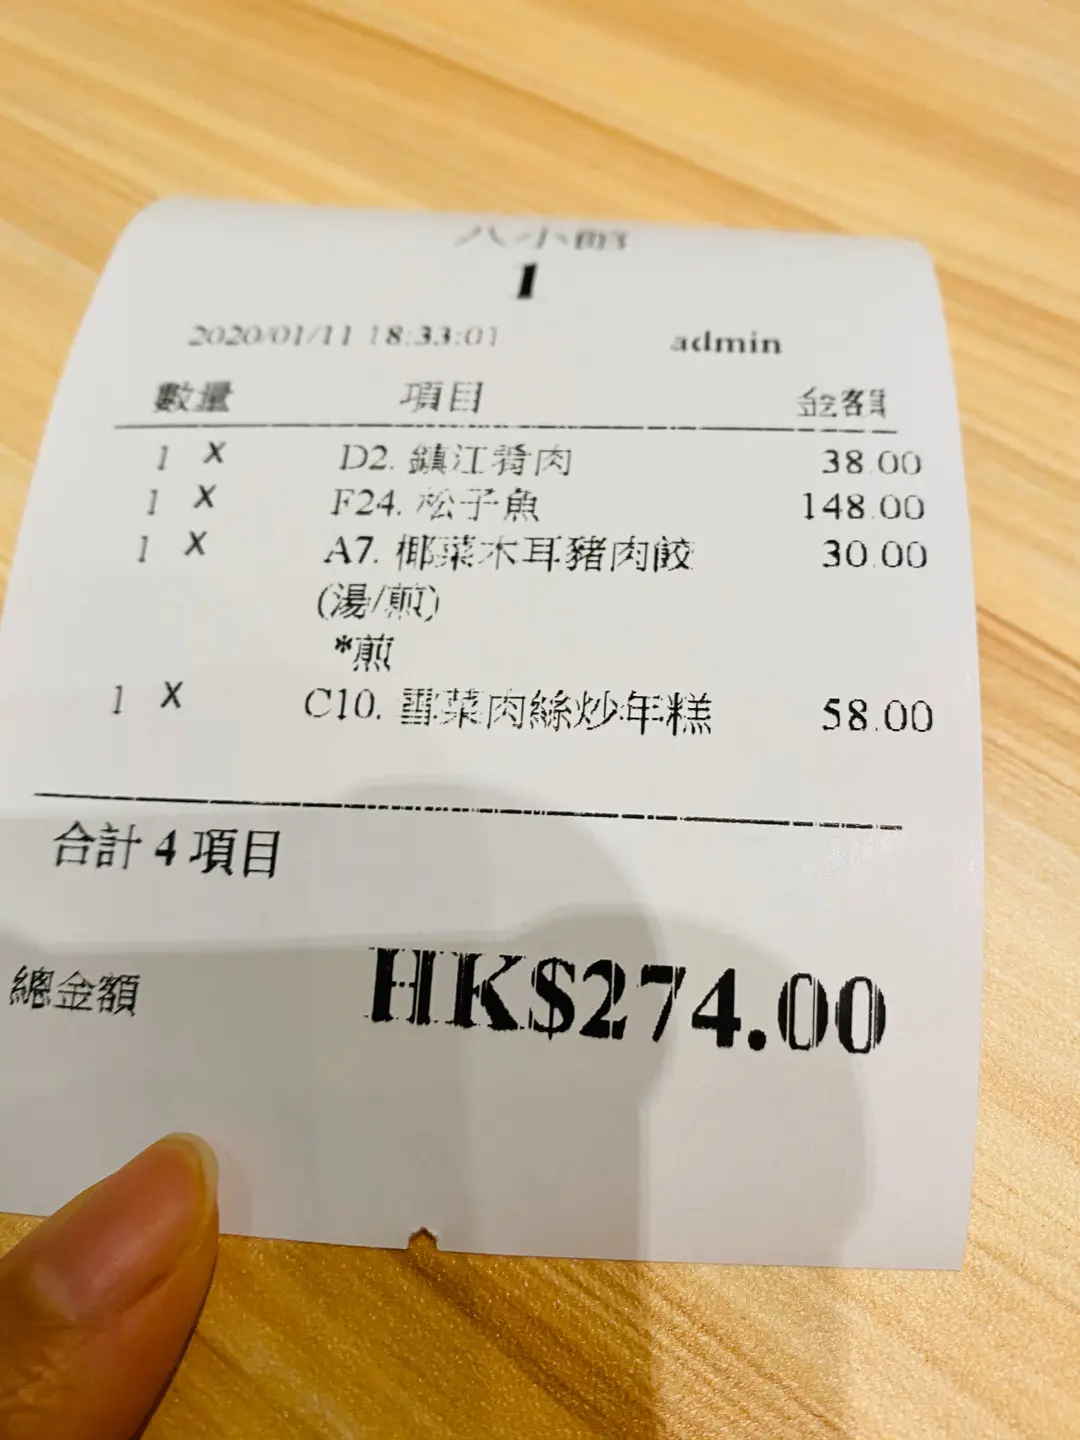 八小館
1
2020/01/11 18:33:01 admin
數量 項目 金額
1 X D2. 鎮江肴肉 38.00
1 X F24. 松子魚 148.00
1 X A7. 椰菜木耳豬肉餃 30.00
(湯/煎)
*煎
1 X C10. 雪菜肉絲炒年糕 58.00
合計 4 項目
總金額 HK$274.00